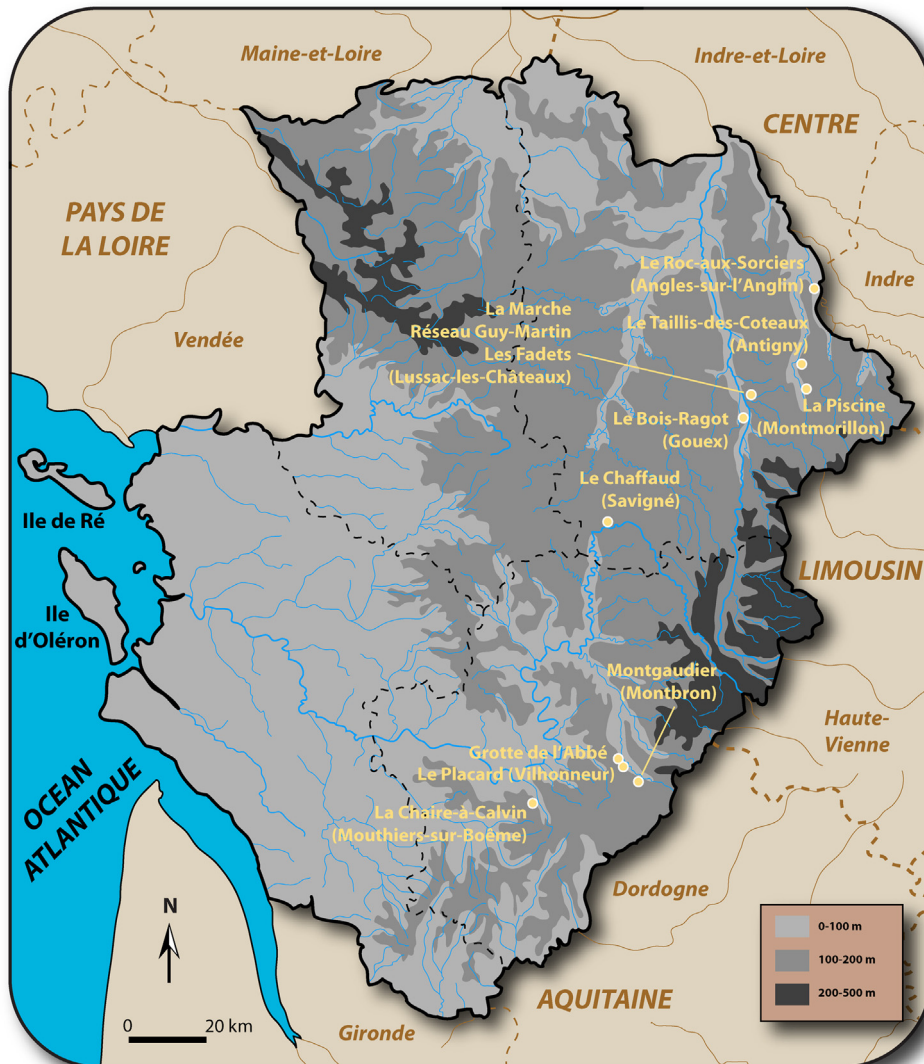 Maine-et-Loire
Indre-et-Loire
CENTRE
PAYS DE
LA LOIRE
Vendée
Indre
Le Roc-aux-Sorciers
(Angles-sur-l'Anglin)
La Marche
Réseau Guy-Martin
Les Fadets
(Lussac-les-Châteaux)
Le Taillis-des-Coteaux
(Antigny)
La Piscine
(Montmorillon)
Le Bois-Ragot
(Gouex)
Le Chaffaud
(Savigné)
Ile de Ré
Ile
d'Oléron
LIMOUSIN
Montgaudier
(Montbron)
Haute-
Vienne
Grotte de l'Abbé
Le Placard (Vilhonneur)
La Chaire-à-Calvin
(Mouthiers-sur-Boëme)
OCEAN
ATLANTIQUE
Dordogne
N
0 20 km
Gironde
AQUITAINE
0-100 m
100-200 m
200-500 m